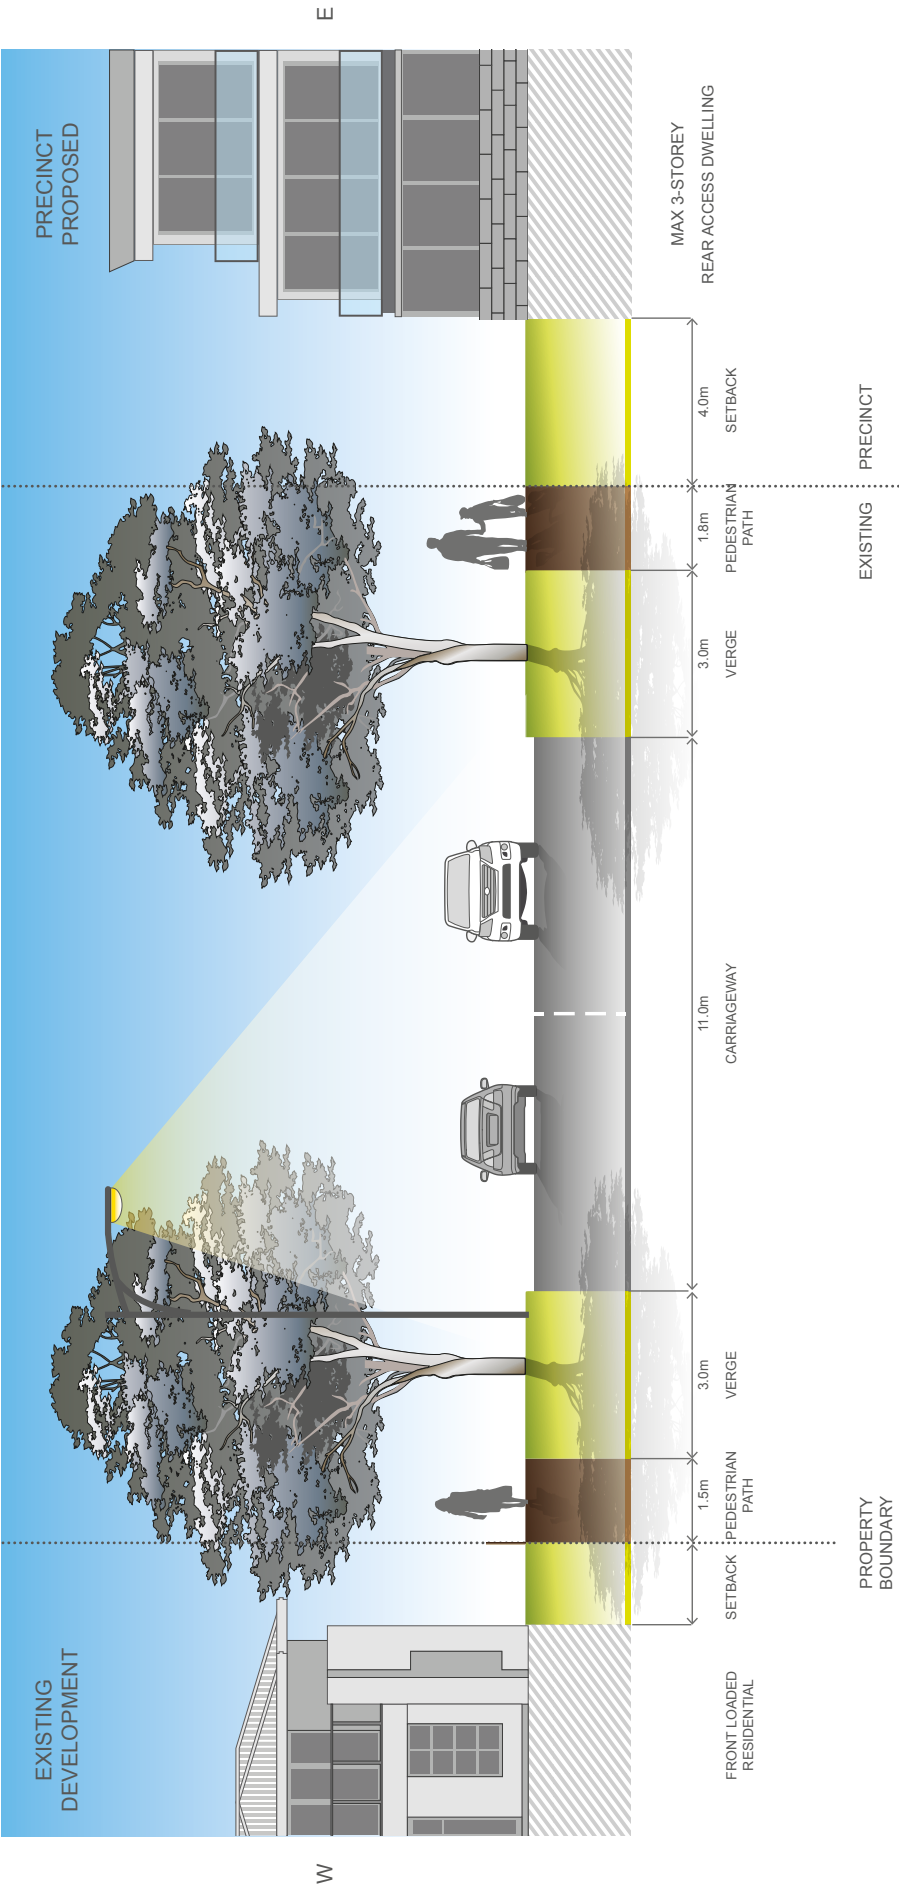 EXISTING
DEVELOPMENT
PRECINCT
PROPOSED
W
E
SETBACK
1.5m
PEDESTRIAN
PATH
3.0m
VERGE
11.0m
CARRIAGEWAY
3.0m
VERGE
1.8m
PEDESTRIAN
PATH
4.0m
SETBACK
FRONT LOADED
RESIDENTIAL
MAX 3-STOREY
REAR ACCESS DWELLING
PROPERTY
BOUNDARY
EXISTING
PRECINCT